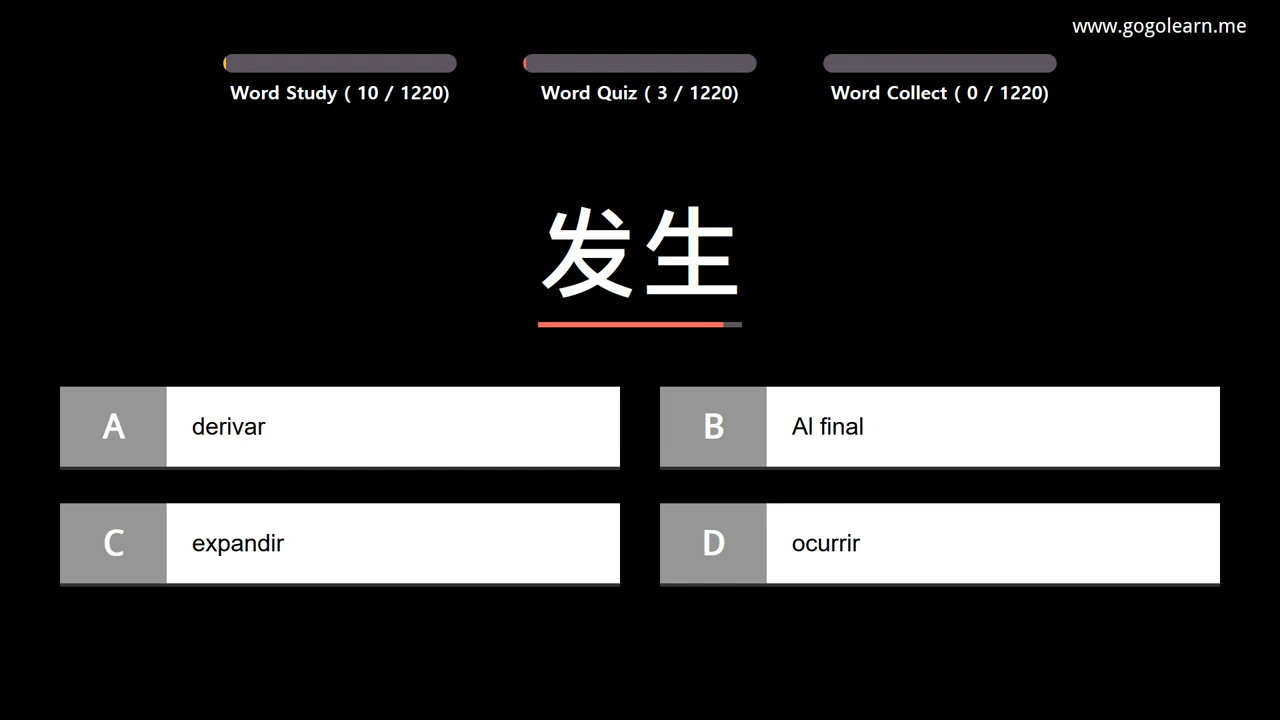 www.gogolearn.me
Word Study ( 10 / 1220)
Word Quiz ( 3 / 1220)
Word Collect ( 0 / 1220)
发生
A derivar
B Al final
C expandir
D ocurrir